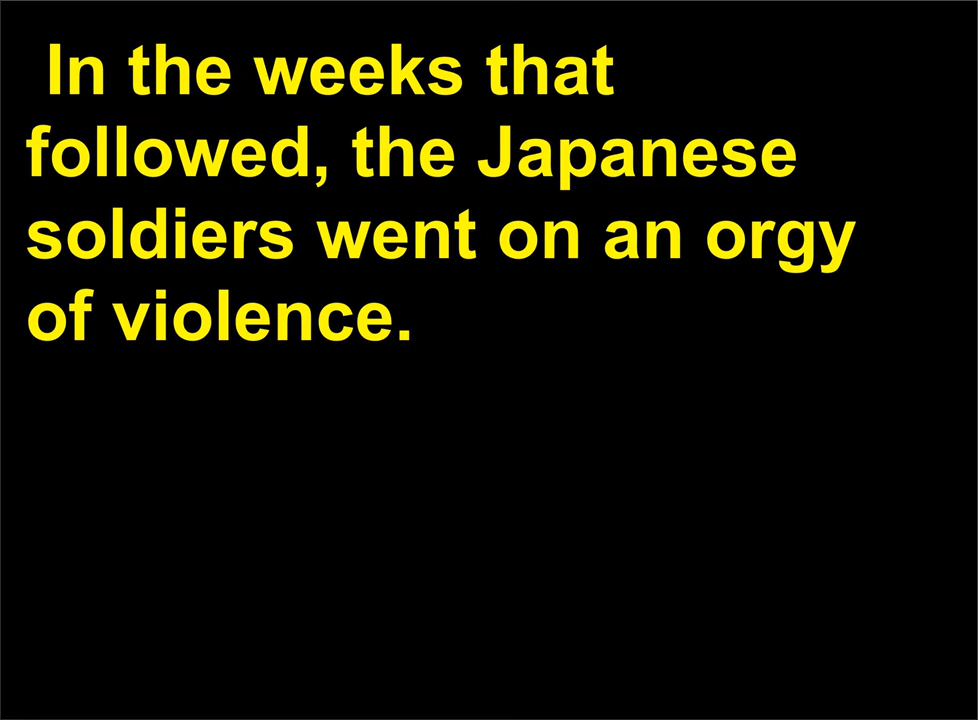 In the weeks that
followed, the Japanese
soldiers went on an orgy
of violence.